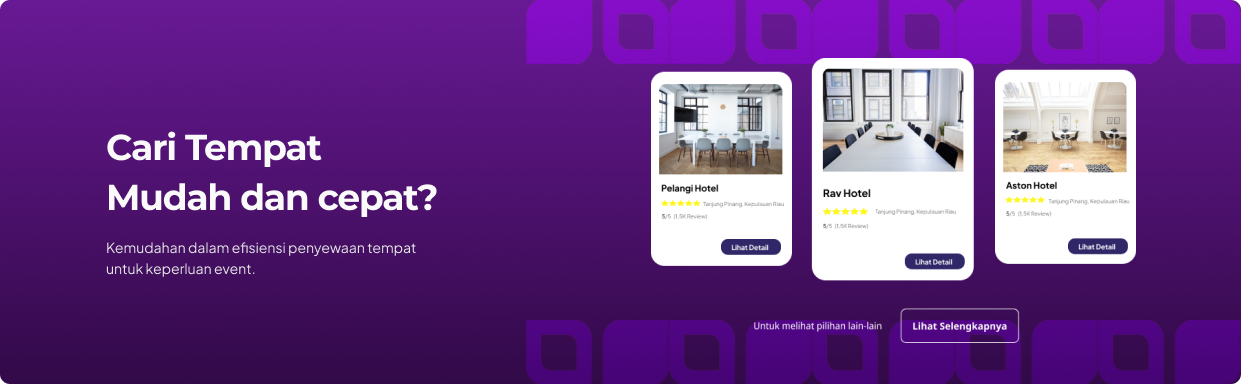 Cari Tempat
Mudah dan cepat?
Kemudahan dalam efisiensi penyewaan tempat
untuk keperluan event.
Pelangi Hotel
Tanjung Pinang, Kepulauan Riau
5/5 (1.5K Review)
Lihat Detail
Rav Hotel
Tanjung Pinang, Kepulauan Riau
5/5 (1.5K Review)
Lihat Detail
Aston Hotel
Tanjung Pinang, Kepulauan Riau
5/5 (1.5K Review)
Lihat Detail
Untuk melihat pilihan lain-lain
Lihat Selengkapnya